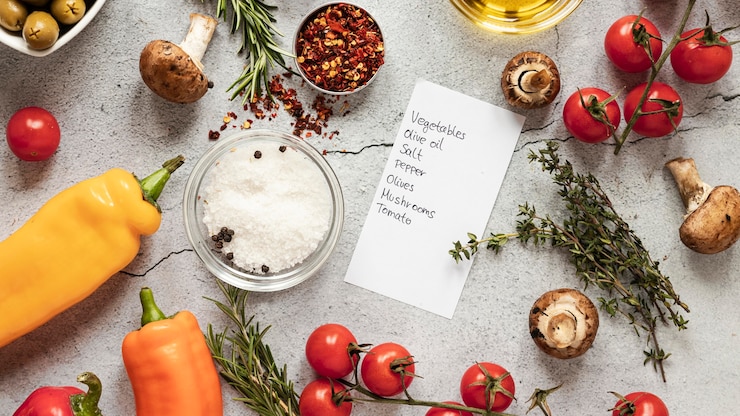 Vegetables
Olive oil
Salt
Pepper
Olives
Mushrooms
Tomato